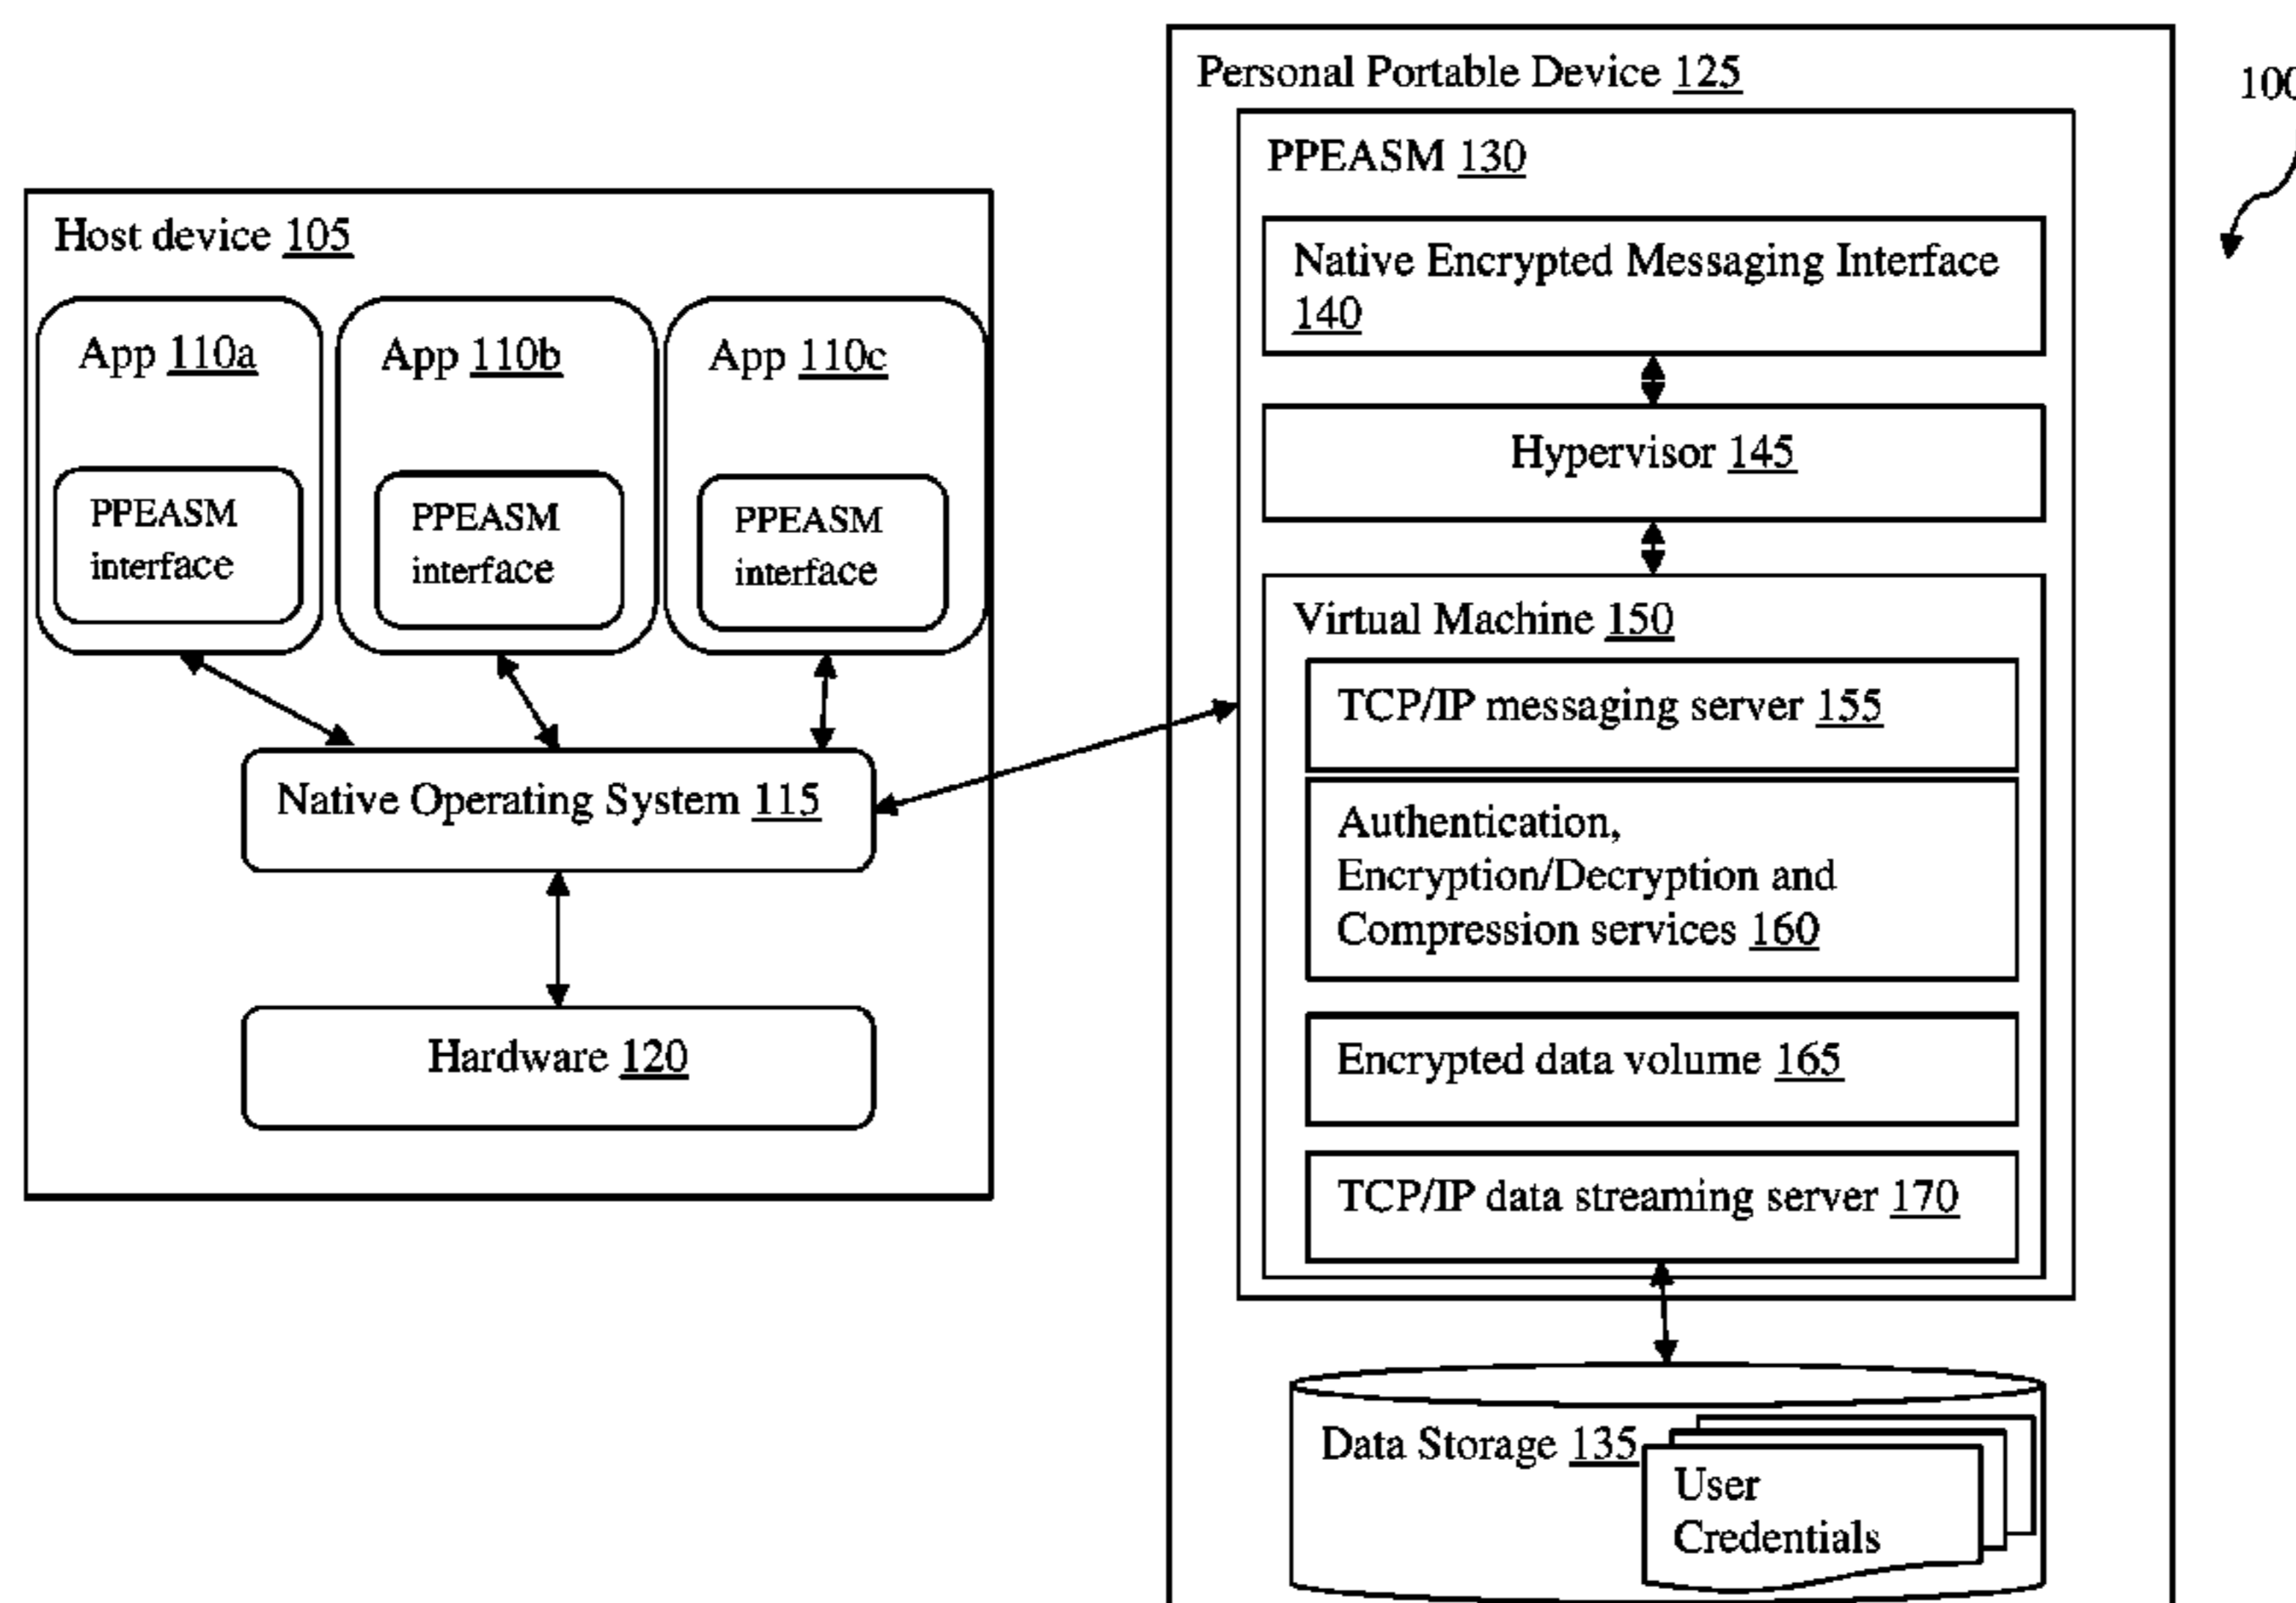 Personal Portable Device 125
100
PPEASM 130
Host device 105
Native Encrypted Messaging Interface
140
App 110a
App 110b
App 110c
Hypervisor 145
PPEASM
interface
PPEASM
interface
PPEASM
interface
Virtual Machine 150
TCP/IP messaging server 155
Native Operating System 115
Authentication,
Encryption/Decryption and
Compression services 160
Hardware 120
Encrypted data volume 165
TCP/IP data streaming server 170
Data Storage 135
User
Credentials